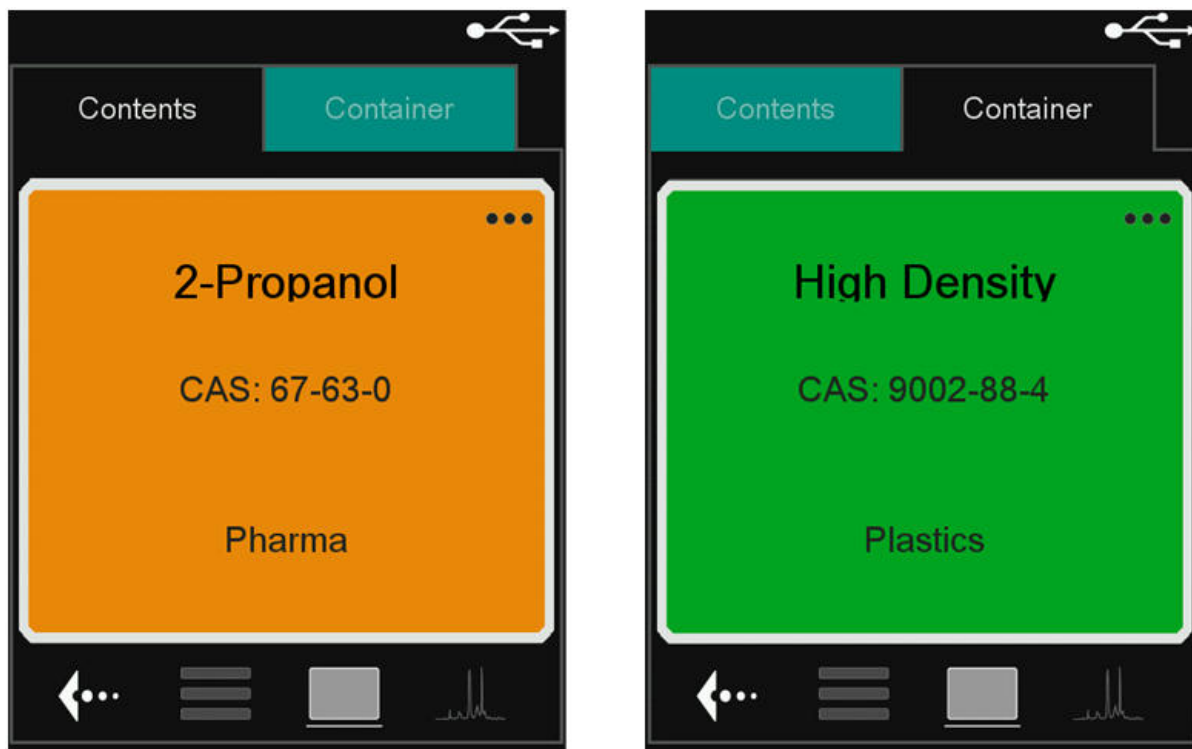 Contents
Container
2-Propanol
CAS: 67-63-0
Pharma
Contents
Container
High Density
CAS: 9002-88-4
Plastics